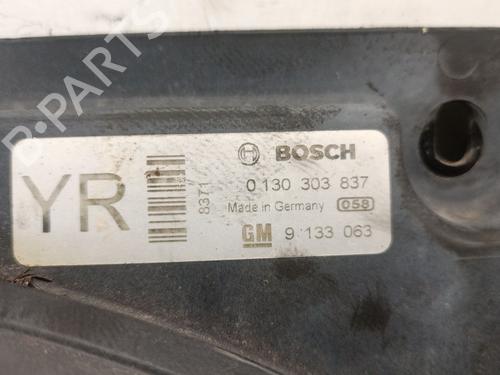 B-PARTS
YR
8371
BOSCH
0 130 303 837
Made in Germany 058
GM 9 133 063